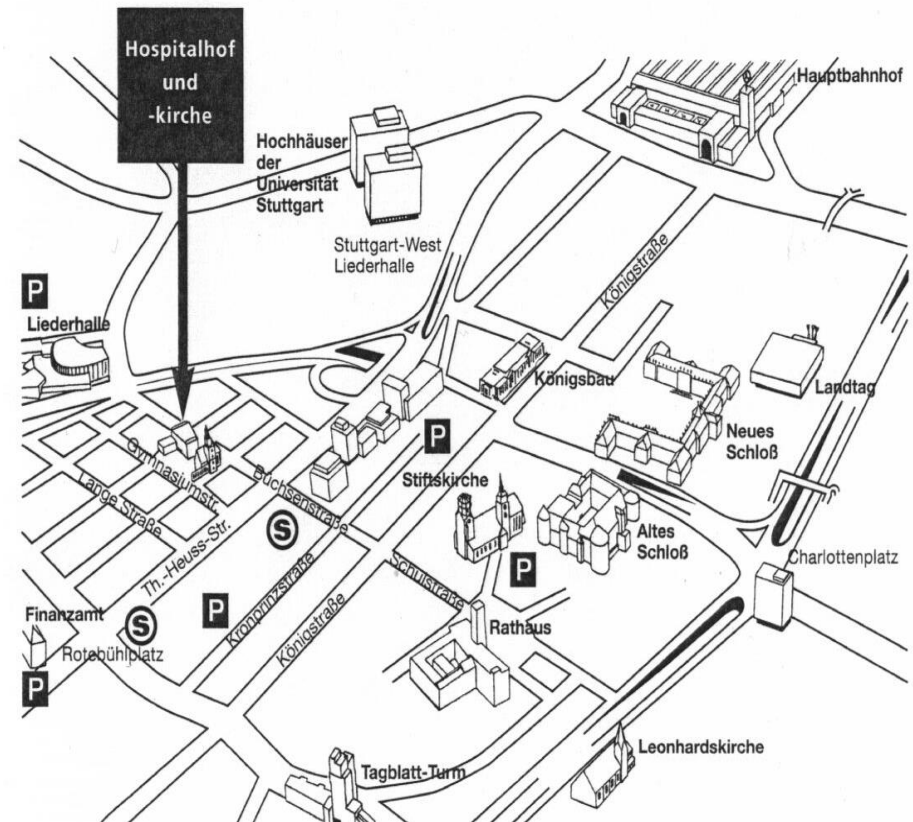 Hospitalhof
und
-kirche
Hauptbahnhof
Hochhäuser
der
Universität
Stuttgart
Stuttgart-West
Liederhalle
Königstraße
P
Liederhalle
Königsbau
Landtag
Neues
Schloß
P
Gymnasiumstr.
Lange Straße
Büchsenstraße
Stiftskirche
S
Altes
Schloß
Th.-Heuss-Str.
Charlottenplatz
P
Schulstraße
Kronprinzstraße
Königstraße
P
Finanzamt
S
Rotebühlplatz
Rathaus
P
Leonhardskirche
Tagblatt-Turm